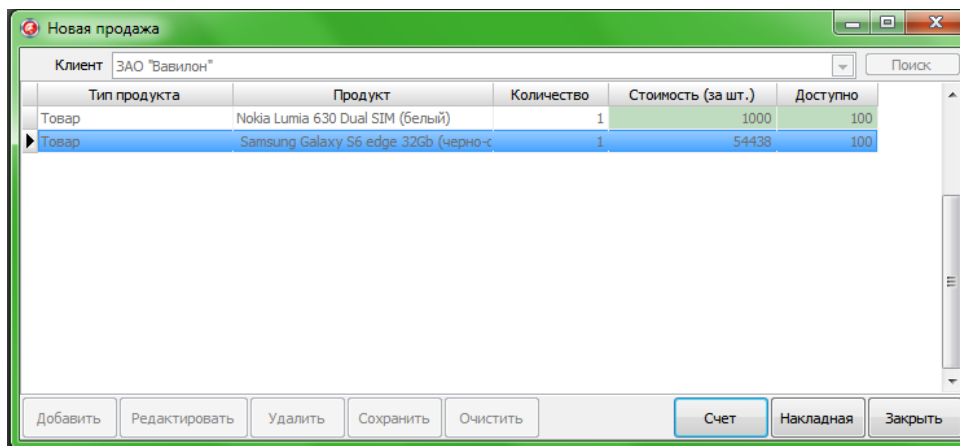 Новая продажа
Клиент ЗАО "Вавилон" Поиск
Тип продукта Продукт Количество Стоимость (за шт.) Доступно
Товар Nokia Lumia 630 Dual SIM (белый) 1 1000 100
Товар Samsung Galaxy S6 edge 32Gb (черно- 1 54438 100
Добавить Редактировать Удалить Сохранить Очистить Счет Накладная Закрыть